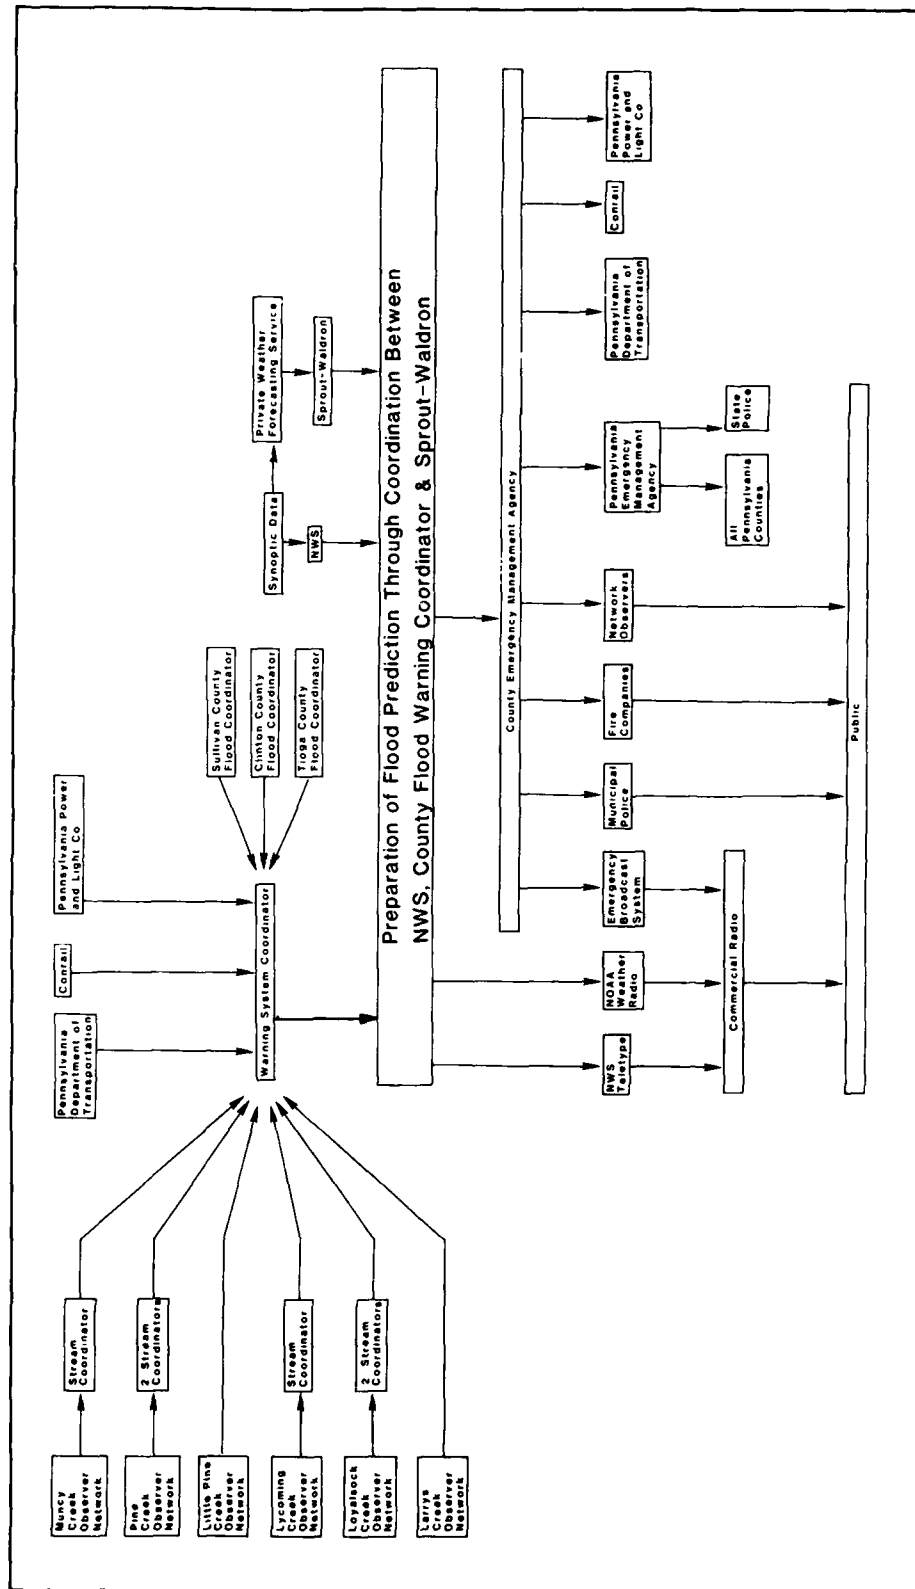 Muncy
Creek
Observer
Network
Stream
Coordinator
Pine
Creek
Observer
Network
2 Stream
Coordinators
Little Pine
Creek
Observer
Network
Lycoming
Creek
Observer
Network
Stream
Coordinator
Loyalsock
Creek
Observer
Network
2 Stream
Coordinators
Larrys
Creek
Observer
Network
Pennsylvania
Department of
Transportation
Conrail
Pennsylvania Power
and Light Co
Warning System Coordinator
Sullivan County
Flood Coordinator
Clinton County
Flood Coordinator
Tioga County
Flood Coordinator
Synoptic Data
NWS
Private Weather
Forecasting Service
Sprout-Waldron
Preparation of Flood Prediction Through Coordination Between
NWS, County Flood Warning Coordinator & Sprout-Waldron
County Emergency Management Agency
NWS
Teletype
NOAA
Weather
Radio
Emergency
Broadcast
System
Municipal
Police
Fire
Companies
Network
Observers
Pennsylvania
Emergency
Management
Agency
Pennsylvania
Department of
Transportation
Conrail
Pennsylvania
Power and
Light Co
Commercial Radio
All
Pennsylvania
Counties
State
Police
Public